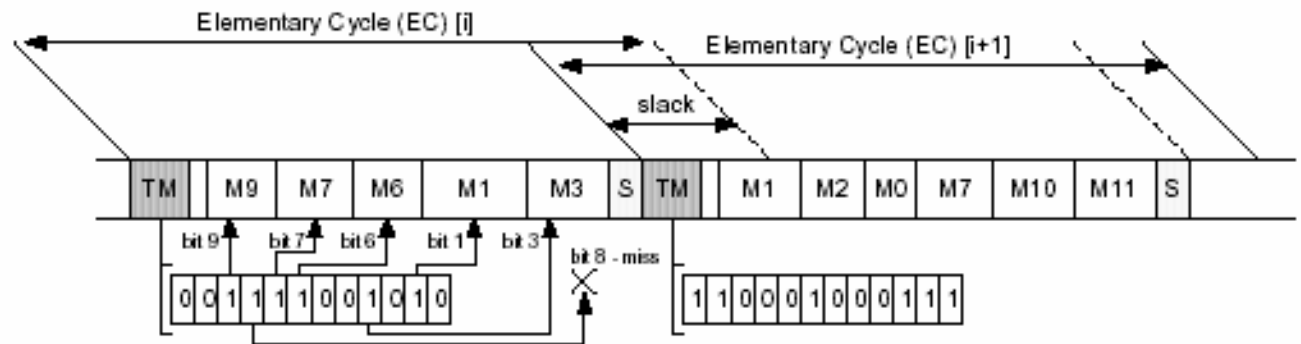 Elementary Cycle (EC) [i]
Elementary Cycle (EC) [i+1]
slack
TM M9 M7 M6 M1 M3 S TM M1 M2 M0 M7 M10 M11 S
bit 9 bit 7 bit 6 bit 1 bit 3 bit 8 - miss
0 0 1 1 1 1 0 0 1 0 1 0 1 1 0 0 0 1 0 0 0 1 1 1